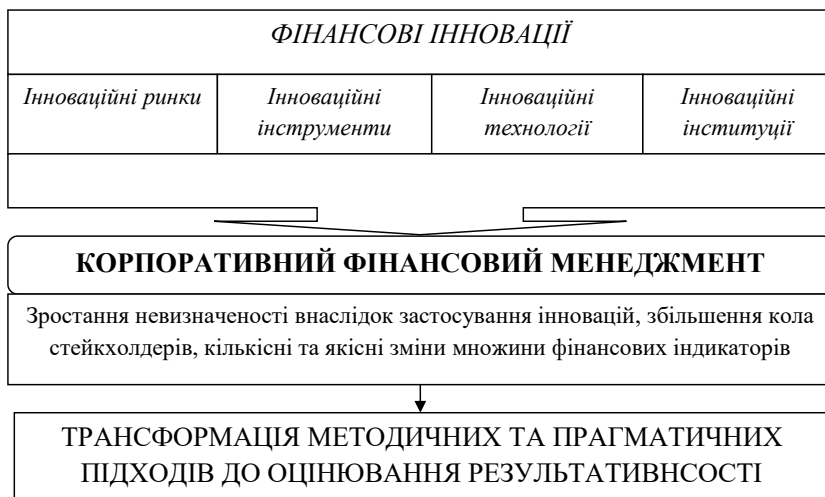 ФІНАНСОВІ ІННОВАЦІЇ
Інноваційні ринки
Інноваційні
інструменти
Інноваційні
технології
Інноваційні
інституції
КОРПОРАТИВНИЙ ФІНАНСОВИЙ МЕНЕДЖМЕНТ
Зростання невизначеності внаслідок застосування інновацій, збільшення кола
стейкхолдерів, кількісні та якісні зміни множини фінансових індикаторів
ТРАНСФОРМАЦІЯ МЕТОДИЧНИХ ТА ПРАГМАТИЧНИХ
ПІДХОДІВ ДО ОЦІНЮВАННЯ РЕЗУЛЬТАТИВНСОСТІ